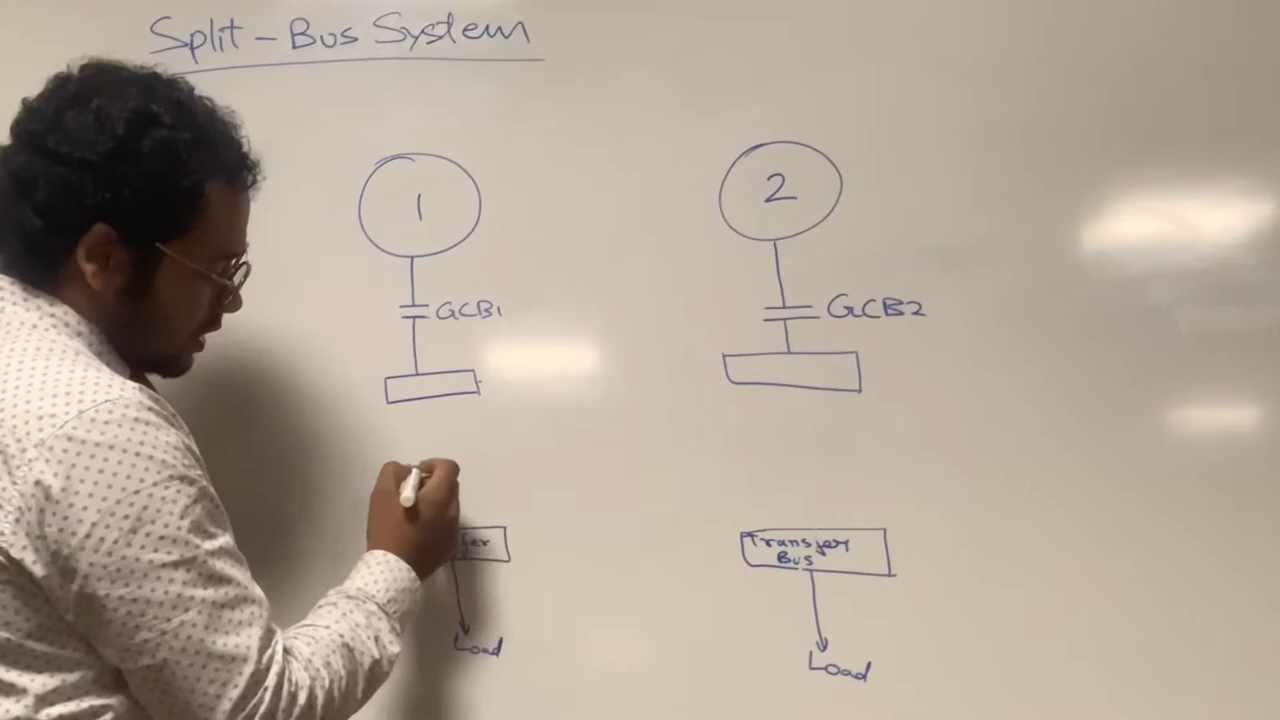 Split-Bus System
1
2
GCB1
GCB2
Transfer
Bus
Load
Load